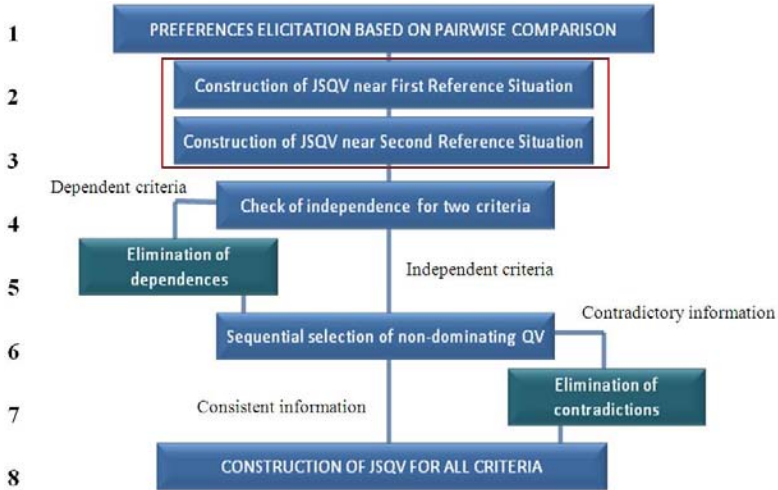 1
PREFERENCES ELICITATION BASED ON PAIRWISE COMPARISON
2
Construction of JSQV near First Reference Situation
3
Construction of JSQV near Second Reference Situation
Dependent criteria
4
Check of independence for two criteria
Elimination of
dependences
5
Independent criteria
Contradictory information
6
Sequential selection of non-dominating QV
Elimination of
contradictions
7
Consistent information
8
CONSTRUCTION OF JSQV FOR ALL CRITERIA